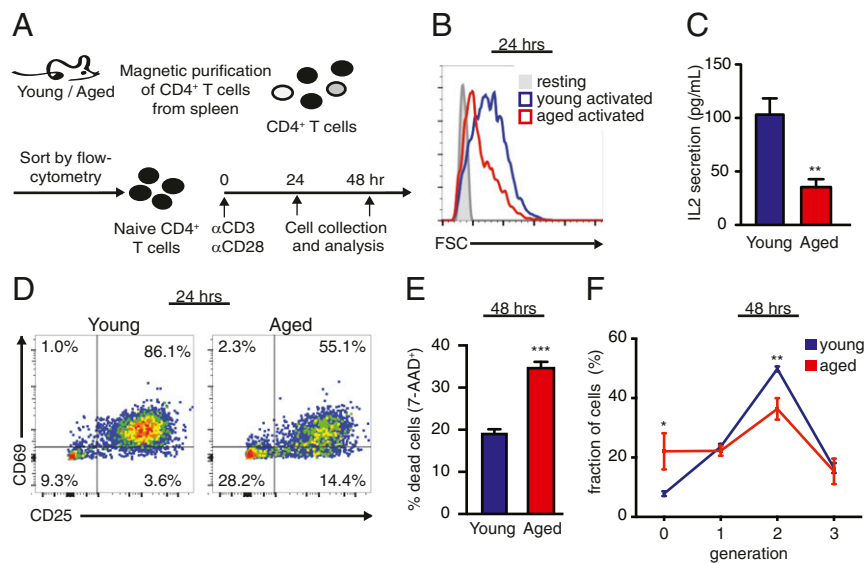 A
Young / Aged
Magnetic purification
of CD4⁺ T cells
from spleen
CD4⁺ T cells
Sort by flow-
cytometry
Naive CD4⁺
T cells
0 24 48 hr
αCD3
αCD28
Cell collection
and analysis
B
24 hrs
resting
young activated
aged activated
FSC
C
IL2 secretion (pg/mL)
150
100
50
0
**
Young Aged
D
24 hrs
Young Aged
1.0% 86.1% 2.3% 55.1%
9.3% 3.6% 28.2% 14.4%
CD69
CD25
E
48 hrs
% dead cells (7-AAD⁺)
40
30
20
10
0
***
Young Aged
F
48 hrs
young
aged
fraction of cells (%)
60
40
20
0
*
**
0 1 2 3
generation